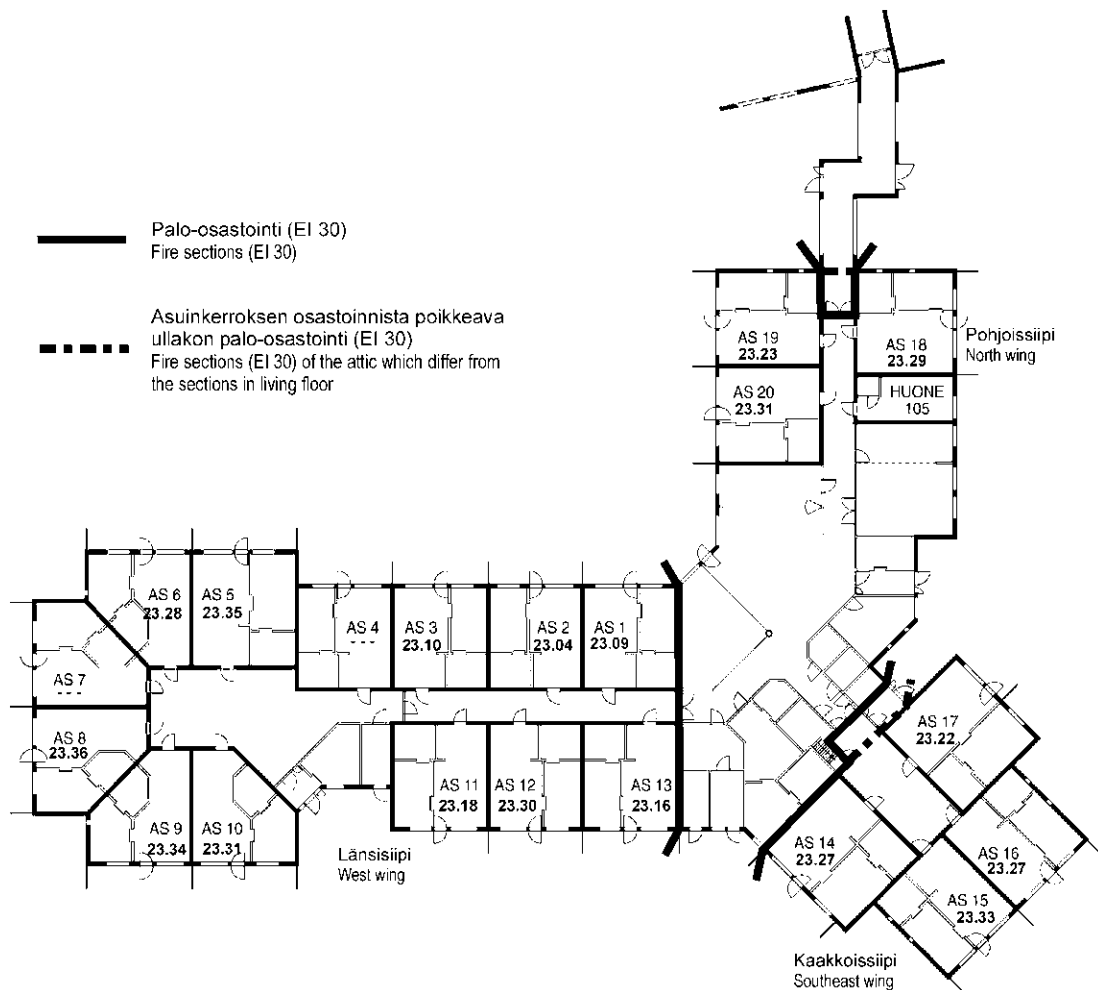 Palo-osastointi (EI 30)
Fire sections (EI 30)
Asuinkerroksen osastoinnista poikkeava
ullakon palo-osastointi (EI 30)
Fire sections (EI 30) of the attic which differ from
the sections in living floor
AS 19
23.23
AS 18
23.29
Pohjoissiipi
North wing
AS 20
23.31
HUONE
105
AS 6
23.28
AS 5
23.35
AS 4
----
AS 3
23.10
AS 2
23.04
AS 1
23.09
AS 7
----
AS 8
23.36
AS 9
23.34
AS 10
23.31
AS 11
23.18
AS 12
23.30
AS 13
23.16
Länsisiipi
West wing
AS 17
23.22
AS 14
23.27
AS 16
23.27
AS 15
23.33
Kaakkoissiipi
Southeast wing